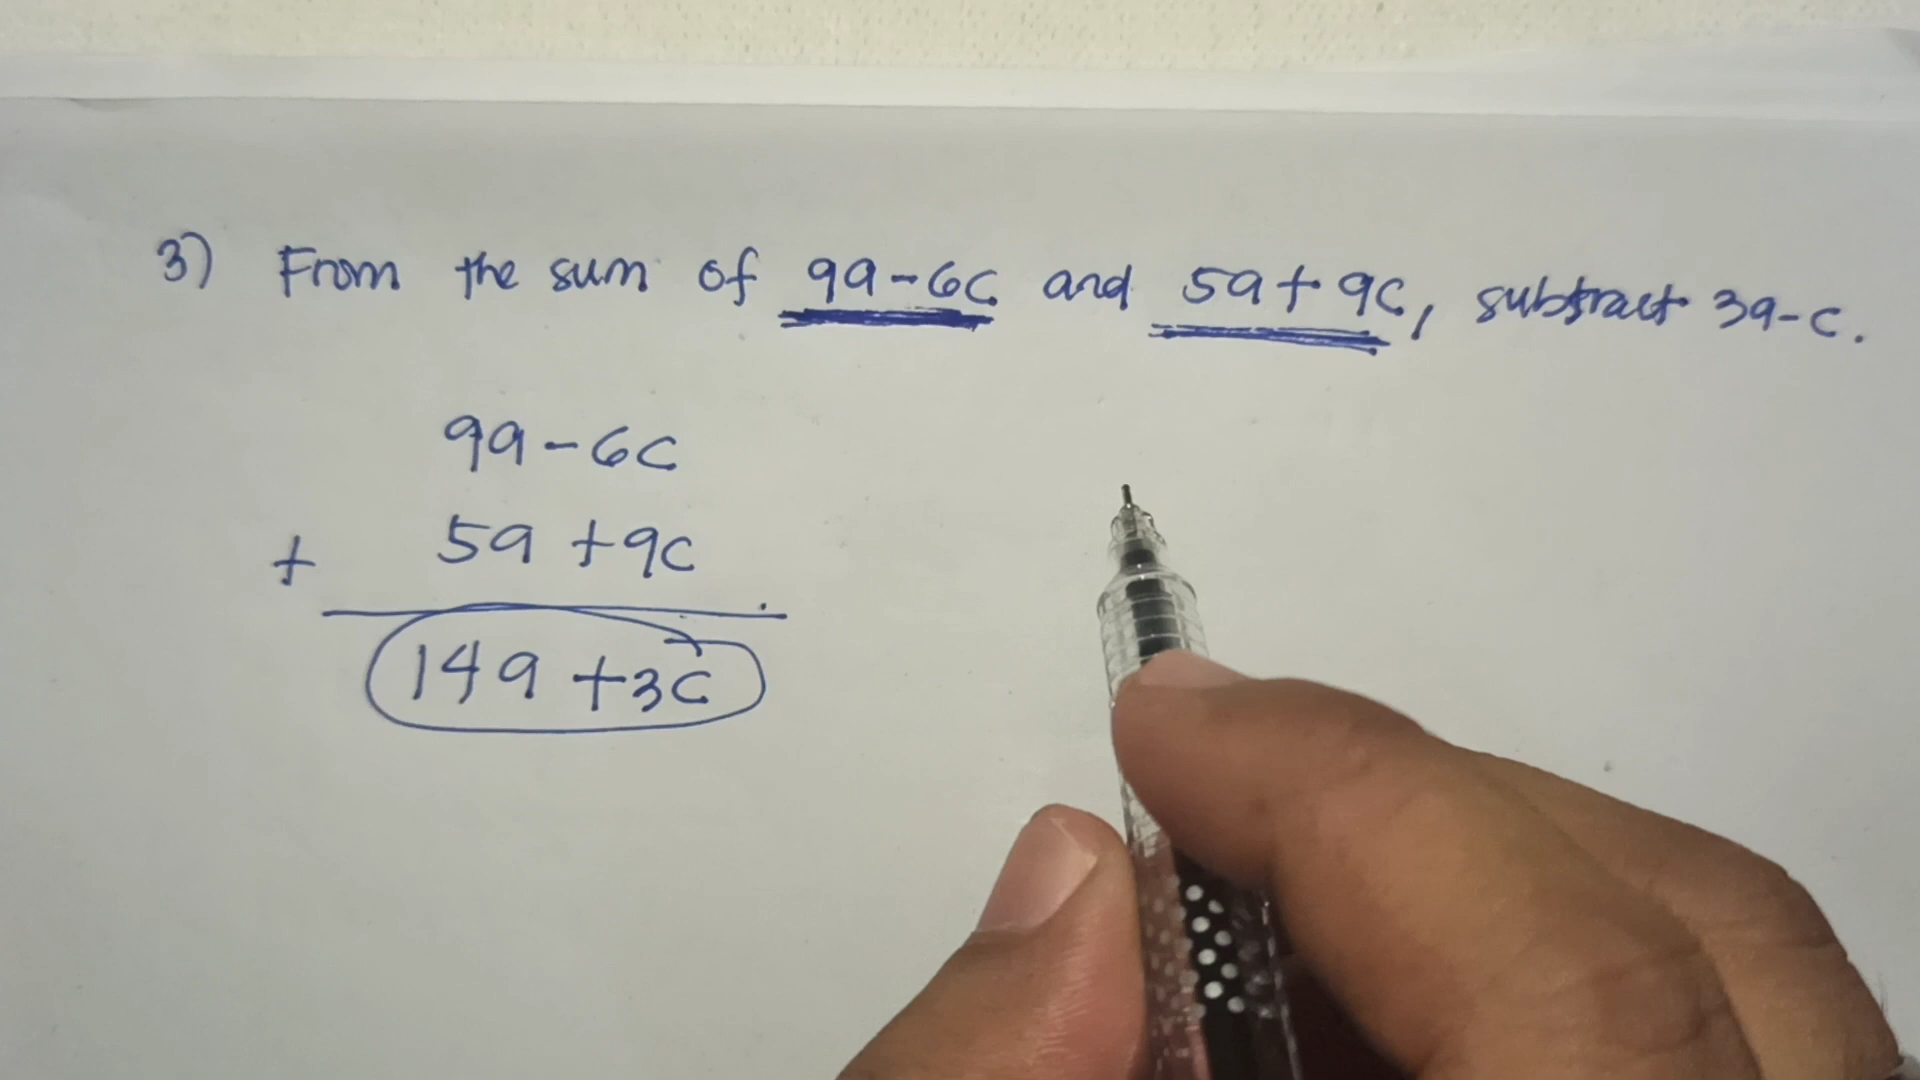 3) From the sum of 9a-6c and 5a+9c, subtract 3a-c.
9a-6c
+ 5a +9c
14a +3c